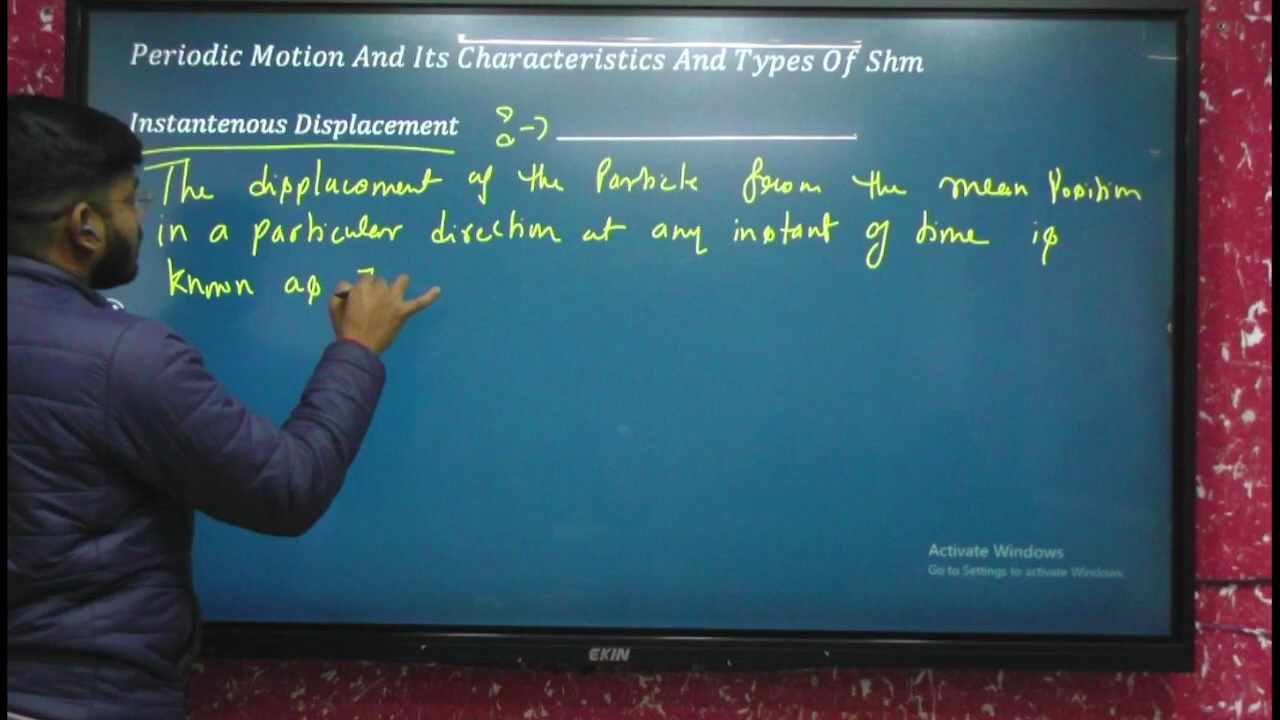 Periodic Motion And Its Characteristics And Types Of Shm
Instantenous Displacement :->
The displacement of the Particle from the mean Position
in a particular direction at any instant of time is
known as
Activate Windows
Go to Settings to activate Windows.
EKIN